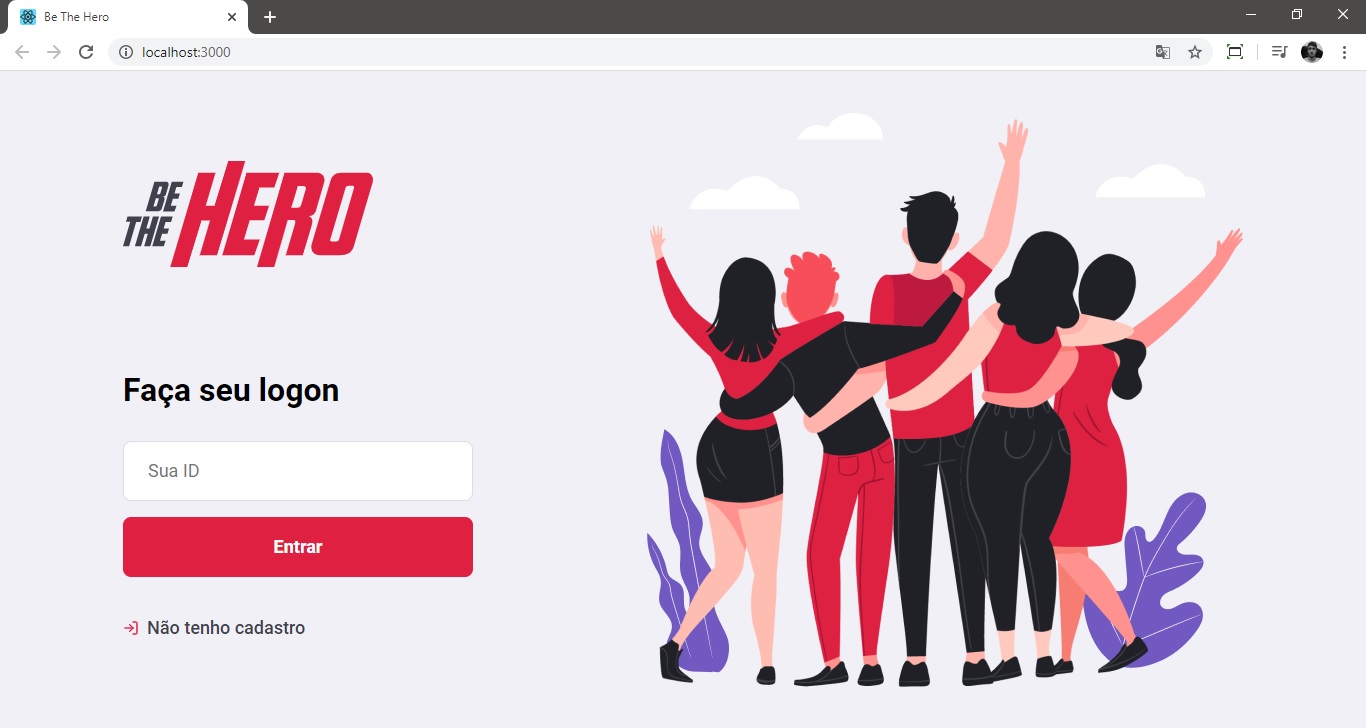 Be The Hero
localhost:3000
BE
THE HERO
Faça seu logon
Sua ID
Entrar
Não tenho cadastro